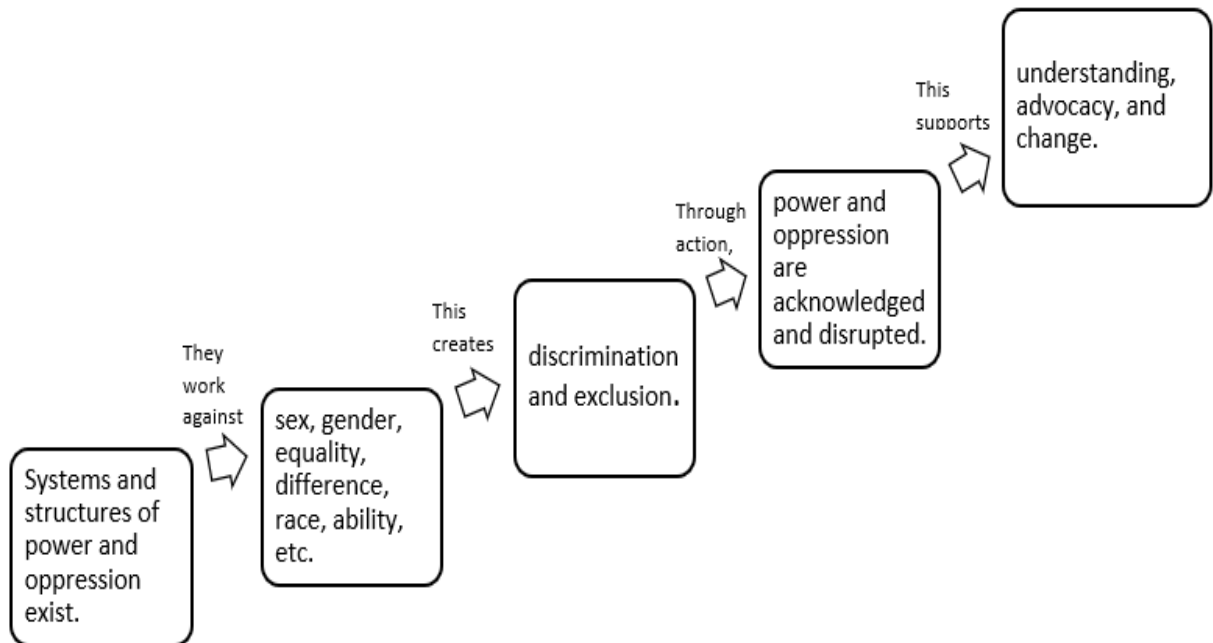 Systems and
structures of
power and
oppression
exist.
They
work
against
sex, gender,
equality,
difference,
race, ability,
etc.
This
creates
discrimination
and exclusion.
Through
action,
power and
oppression
are
acknowledged
and disrupted.
This
supports
understanding,
advocacy, and
change.